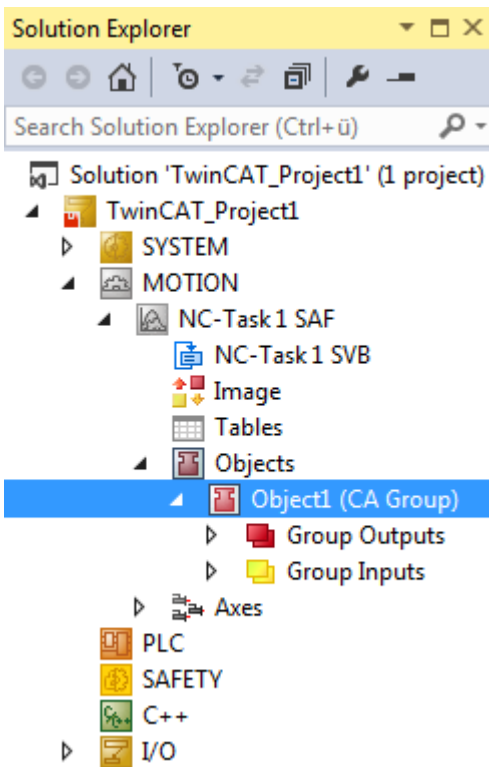 Solution Explorer
Search Solution Explorer (Ctrl+ü)
Solution 'TwinCAT_Project1' (1 project)
TwinCAT_Project1
SYSTEM
MOTION
NC-Task 1 SAF
NC-Task 1 SVB
Image
Tables
Objects
Object1 (CA Group)
Group Outputs
Group Inputs
Axes
PLC
SAFETY
C++
I/O